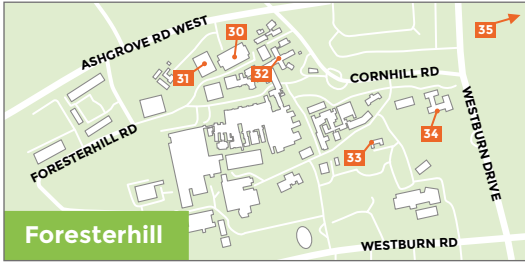 ASHGROVE RD WEST
30
35
31
32
CORNHILL RD
FORESTERHILL RD
WESTBURN DRIVE
34
33
Foresterhill
WESTBURN RD